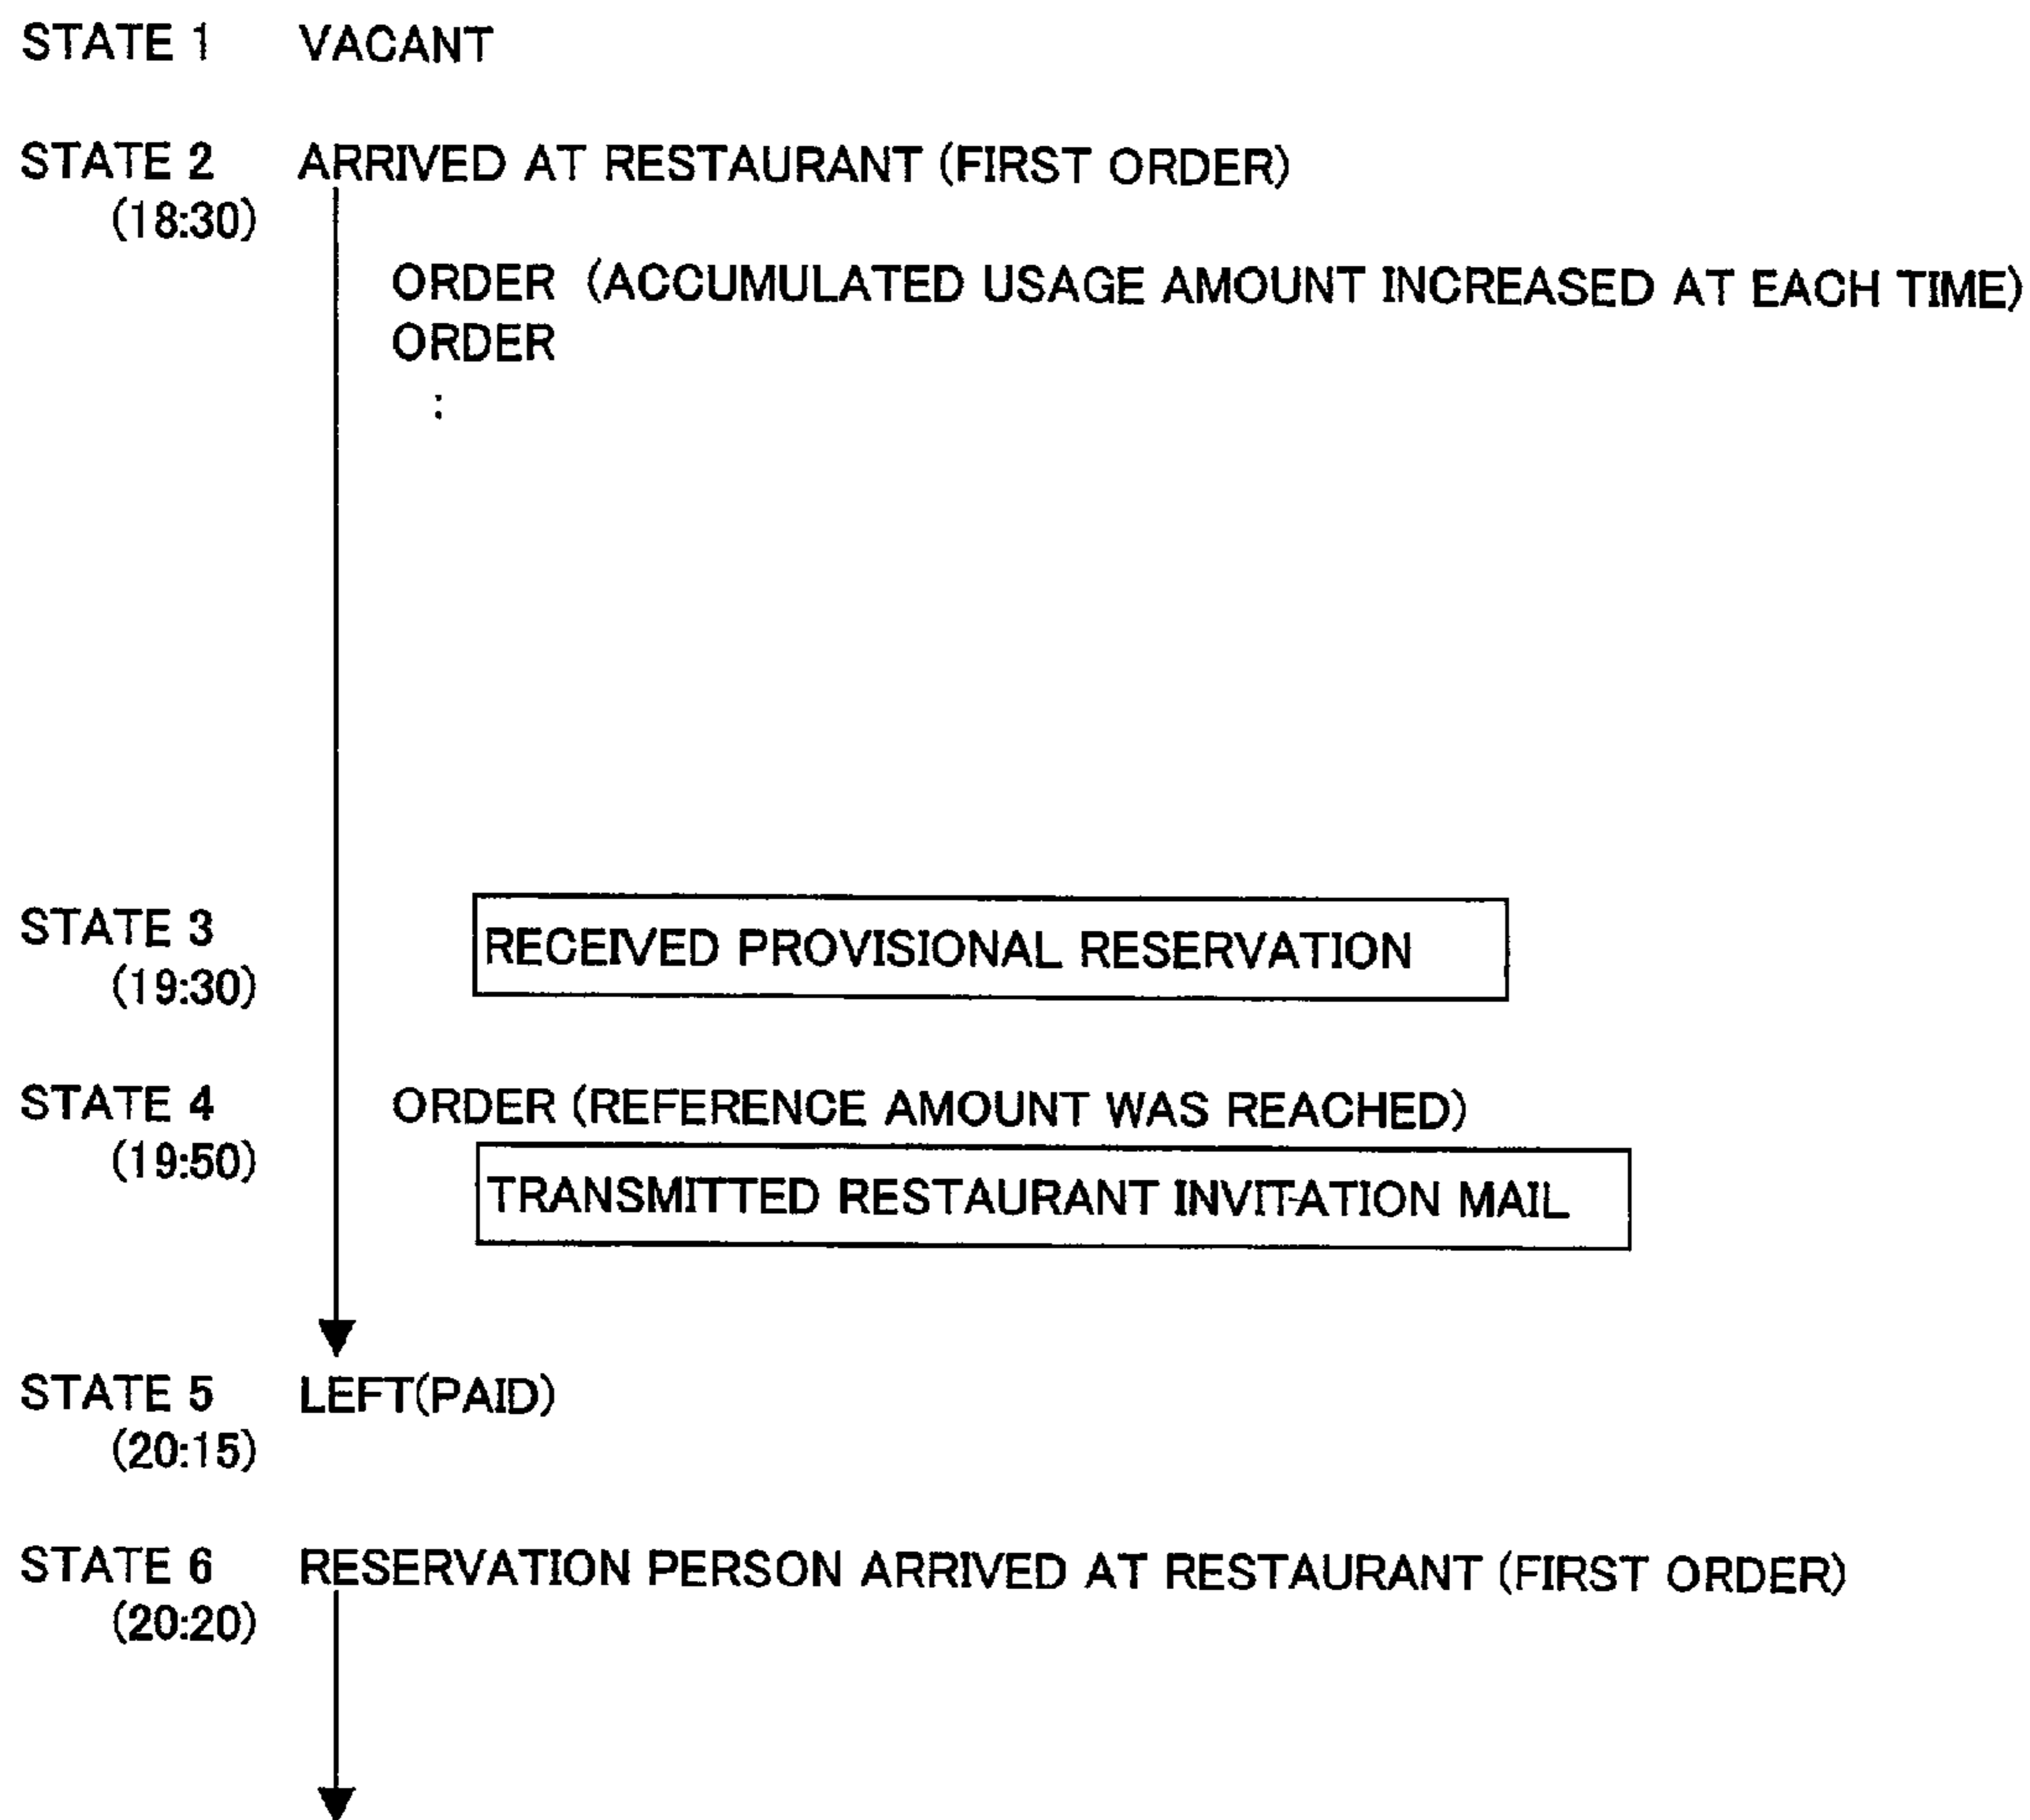 STATE 1 VACANT
STATE 2 ARRIVED AT RESTAURANT (FIRST ORDER)
(18:30)
ORDER (ACCUMULATED USAGE AMOUNT INCREASED AT EACH TIME)
ORDER
:
STATE 3
(19:30)
RECEIVED PROVISIONAL RESERVATION
STATE 4 ORDER (REFERENCE AMOUNT WAS REACHED)
(19:50)
TRANSMITTED RESTAURANT INVITATION MAIL
STATE 5 LEFT(PAID)
(20:15)
STATE 6 RESERVATION PERSON ARRIVED AT RESTAURANT (FIRST ORDER)
(20:20)